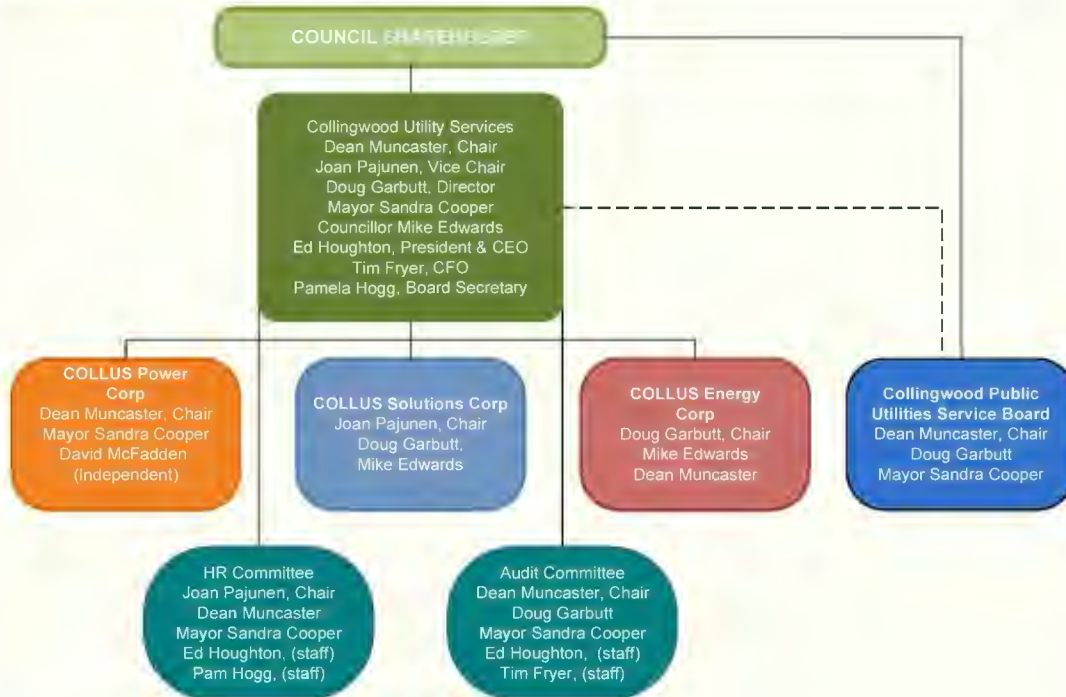 COUNCIL SHAREHOLDER
Collingwood Utility Services
Dean Muncaster, Chair
Joan Pajunen, Vice Chair
Doug Garbutt, Director
Mayor Sandra Cooper
Councillor Mike Edwards
Ed Houghton, President & CEO
Tim Fryer, CFO
Pamela Hogg, Board Secretary
COLLUS Power
Corp
Dean Muncaster, Chair
Mayor Sandra Cooper
David McFadden
(Independent)
COLLUS Solutions Corp
Joan Pajunen, Chair
Doug Garbutt,
Mike Edwards
COLLUS Energy
Corp
Doug Garbutt, Chair
Mike Edwards
Dean Muncaster
Collingwood Public
Utilities Service Board
Dean Muncaster, Chair
Doug Garbutt
Mayor Sandra Cooper
HR Committee
Joan Pajunen, Chair
Dean Muncaster
Mayor Sandra Cooper
Ed Houghton, (staff)
Pam Hogg, (staff)
Audit Committee
Dean Muncaster, Chair
Doug Garbutt
Mayor Sandra Cooper
Ed Houghton, (staff)
Tim Fryer, (staff)